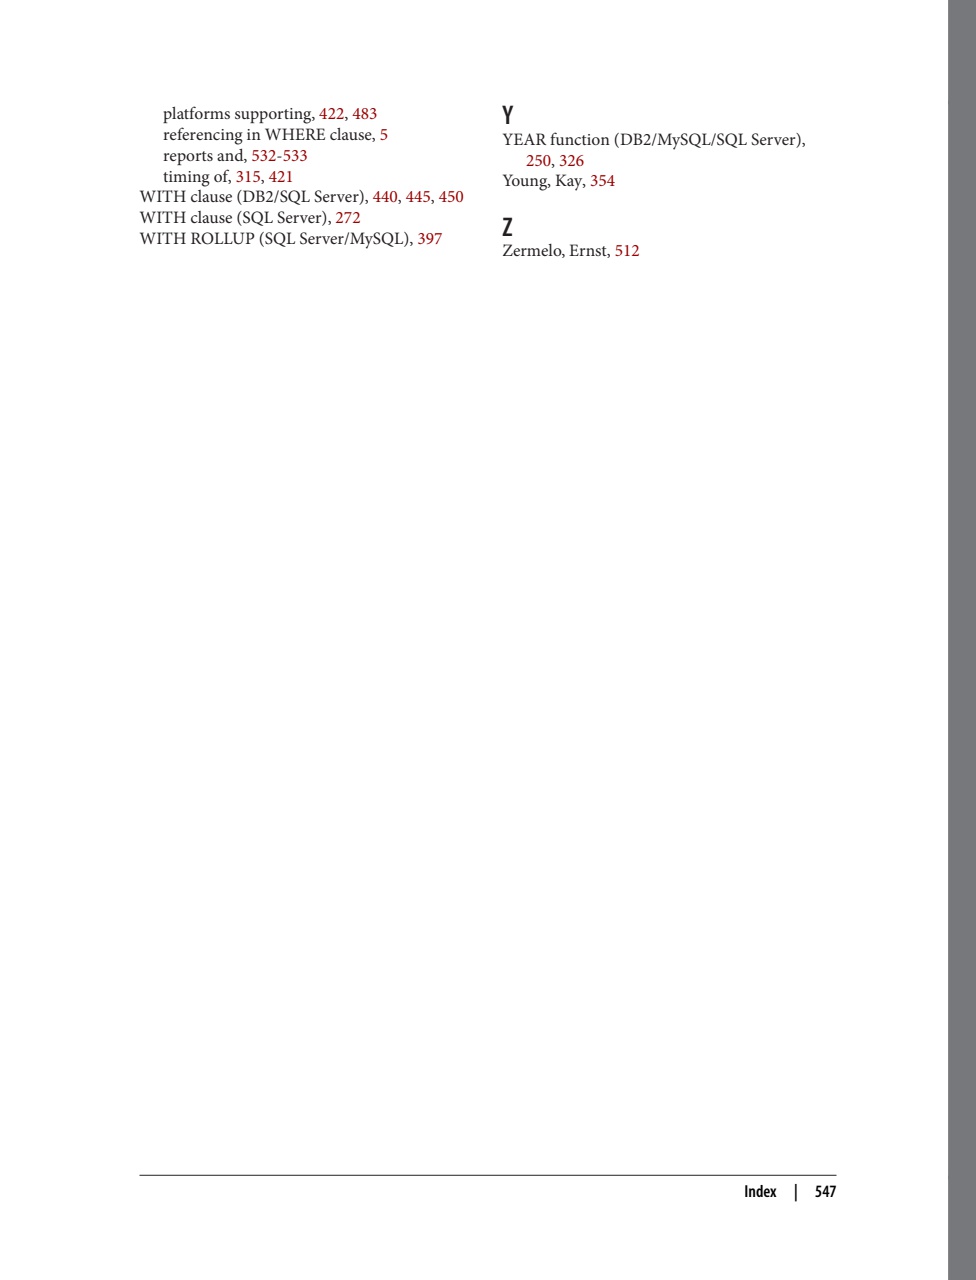 platforms supporting, 422, 483
referencing in WHERE clause, 5
reports and, 532-533
timing of, 315, 421
WITH clause (DB2/SQL Server), 440, 445, 450
WITH clause (SQL Server), 272
WITH ROLLUP (SQL Server/MySQL), 397
Y
YEAR function (DB2/MySQL/SQL Server),
250, 326
Young, Kay, 354
Z
Zermelo, Ernst, 512
Index | 547